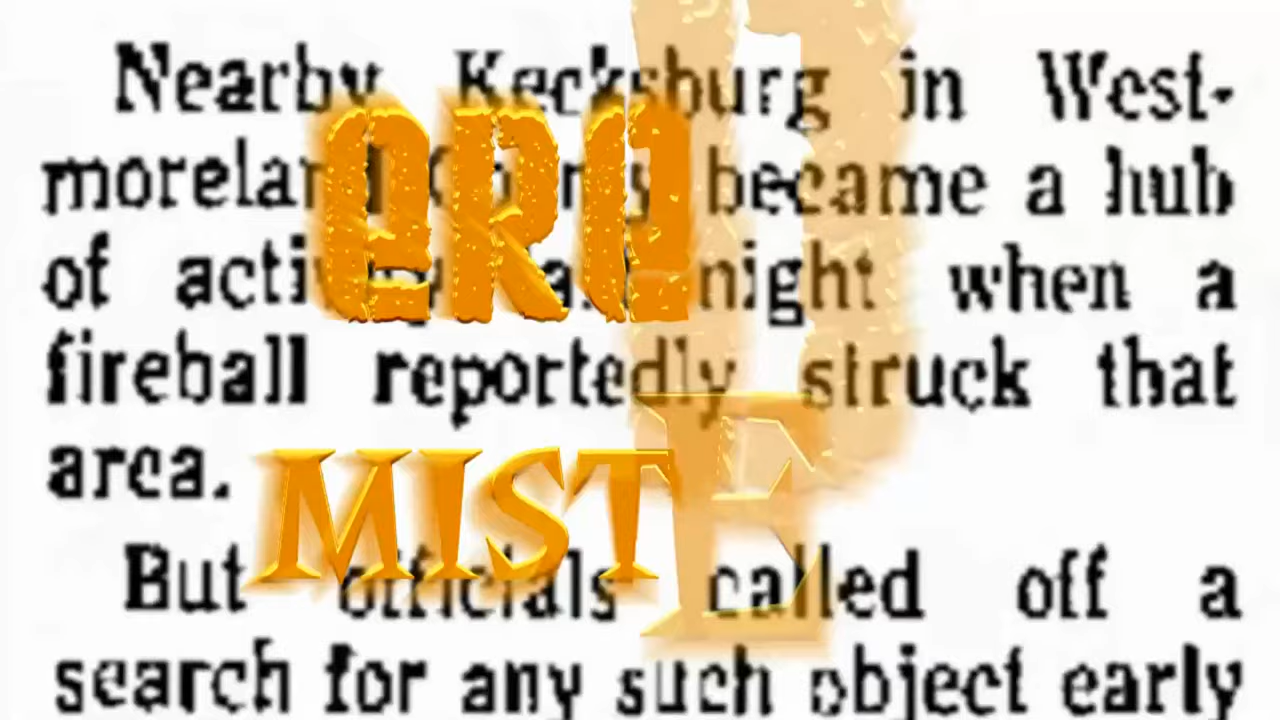 Nearby Kecksburg in West-
moreland County became a hub
of activity last night when a
fireball reportedly struck that
area.
MISTE
But officials called off a
search for any such object early